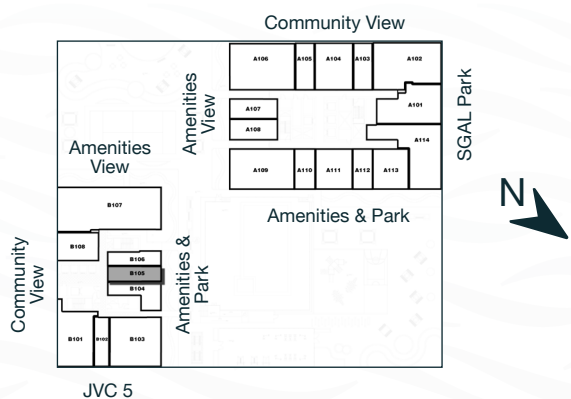 Community View
A106
A105
A104
A103
A102
A101
A107
A108
A114
A109
A110
A111
A112
A113
Amenities
View
SGAL Park
Amenities & Park
N
Amenities
View
B107
B108
B106
B105
B104
B101
B102
B103
Community
View
Amenities &
Park
JVC 5